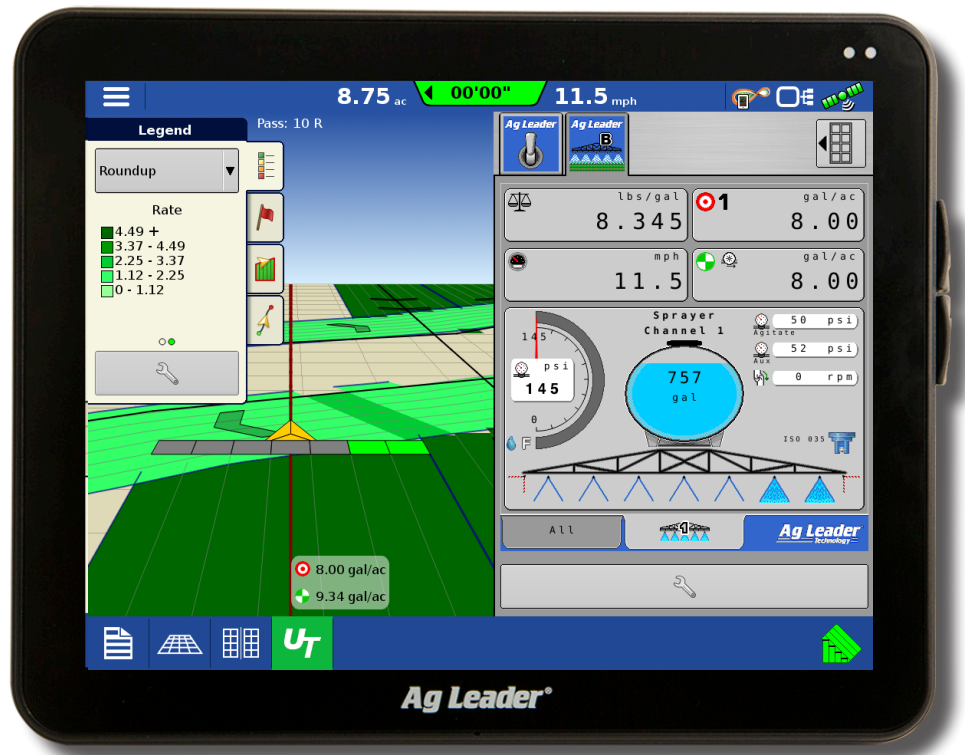 8.75 ac
00'00"
11.5 mph
Legend
Pass: 10 R
Roundup
Rate
4.49 +
3.37 - 4.49
2.25 - 3.37
1.12 - 2.25
0 - 1.12
8.00 gal/ac
9.34 gal/ac
UT
Ag Leader
Ag Leader
B
lbs/gal
8.345
1
gal/ac
8.00
mph
11.5
gal/ac
8.00
Sprayer
Channel 1
145
psi
145
0
F
757
gal
50 psi
Agitate
52 psi
Aux
0 rpm
ISO 035
All
1
Ag Leader
Technology
Ag Leader®